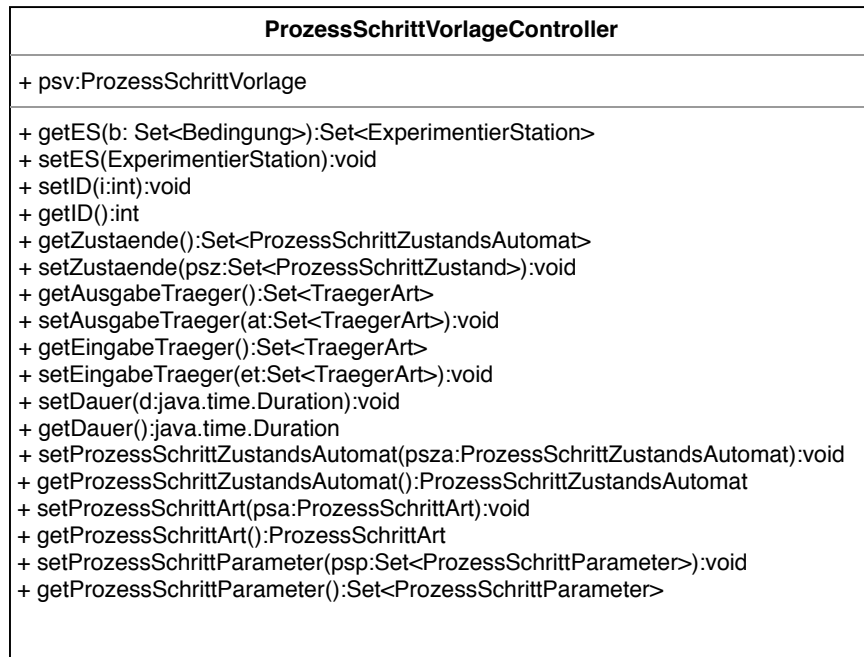 ProzessSchrittVorlageController
+ psv:ProzessSchrittVorlage
+ getES(b: Set<Bedingung>):Set<ExperimentierStation>
+ setES(ExperimentierStation):void
+ setID(i:int):void
+ getID():int
+ getZustaende():Set<ProzessSchrittZustandsAutomat>
+ setZustaende(psz:Set<ProzessSchrittZustand>):void
+ getAusgabeTraeger():Set<TraegerArt>
+ setAusgabeTraeger(at:Set<TraegerArt>):void
+ getEingabeTraeger():Set<TraegerArt>
+ setEingabeTraeger(et:Set<TraegerArt>):void
+ setDauer(d:java.time.Duration):void
+ getDauer():java.time.Duration
+ setProzessSchrittZustandsAutomat(psza:ProzessSchrittZustandsAutomat):void
+ getProzessSchrittZustandsAutomat():ProzessSchrittZustandsAutomat
+ setProzessSchrittArt(psa:ProzessSchrittArt):void
+ getProzessSchrittArt():ProzessSchrittArt
+ setProzessSchrittParameter(psp:Set<ProzessSchrittParameter>):void
+ getProzessSchrittParameter():Set<ProzessSchrittParameter>